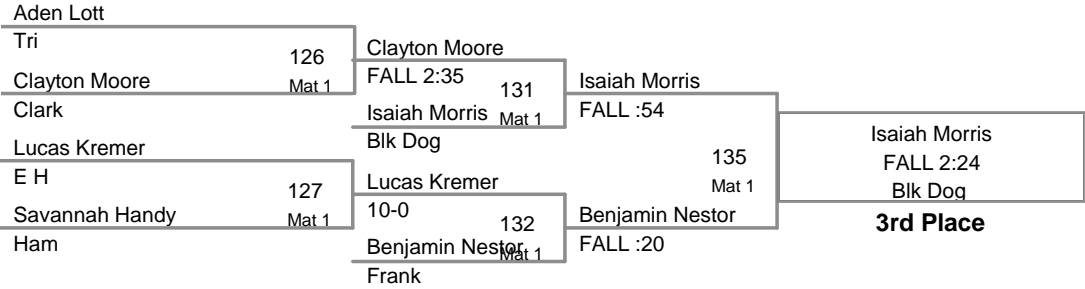 Aden Lott
Tri
126
Mat 1
Clayton Moore
Clark
Clayton Moore
FALL 2:35
131
Mat 1
Isaiah Morris
Blk Dog
Isaiah Morris
FALL :54
Lucas Kremer
E H
127
Mat 1
Savannah Handy
Ham
Lucas Kremer
10-0
132
Mat 1
Benjamin Nestor
Frank
Benjamin Nestor
FALL :20
135
Mat 1
Isaiah Morris
FALL 2:24
Blk Dog
3rd Place